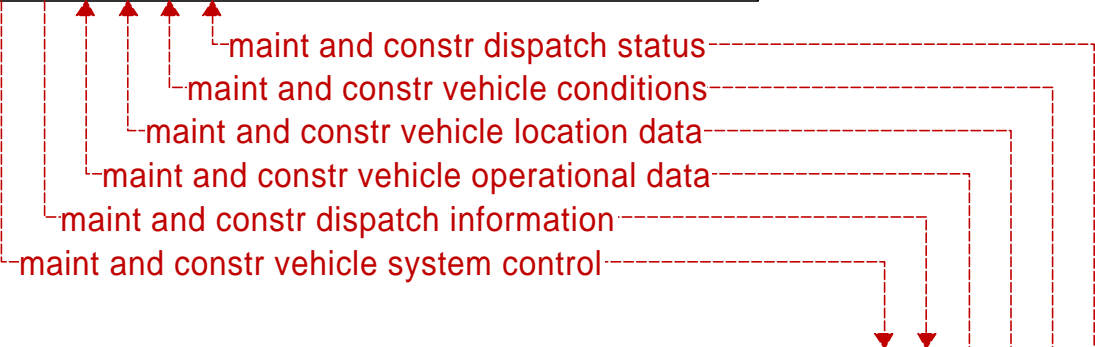 maint and constr dispatch status
maint and constr vehicle conditions
maint and constr vehicle location data
maint and constr vehicle operational data
maint and constr dispatch information
maint and constr vehicle system control